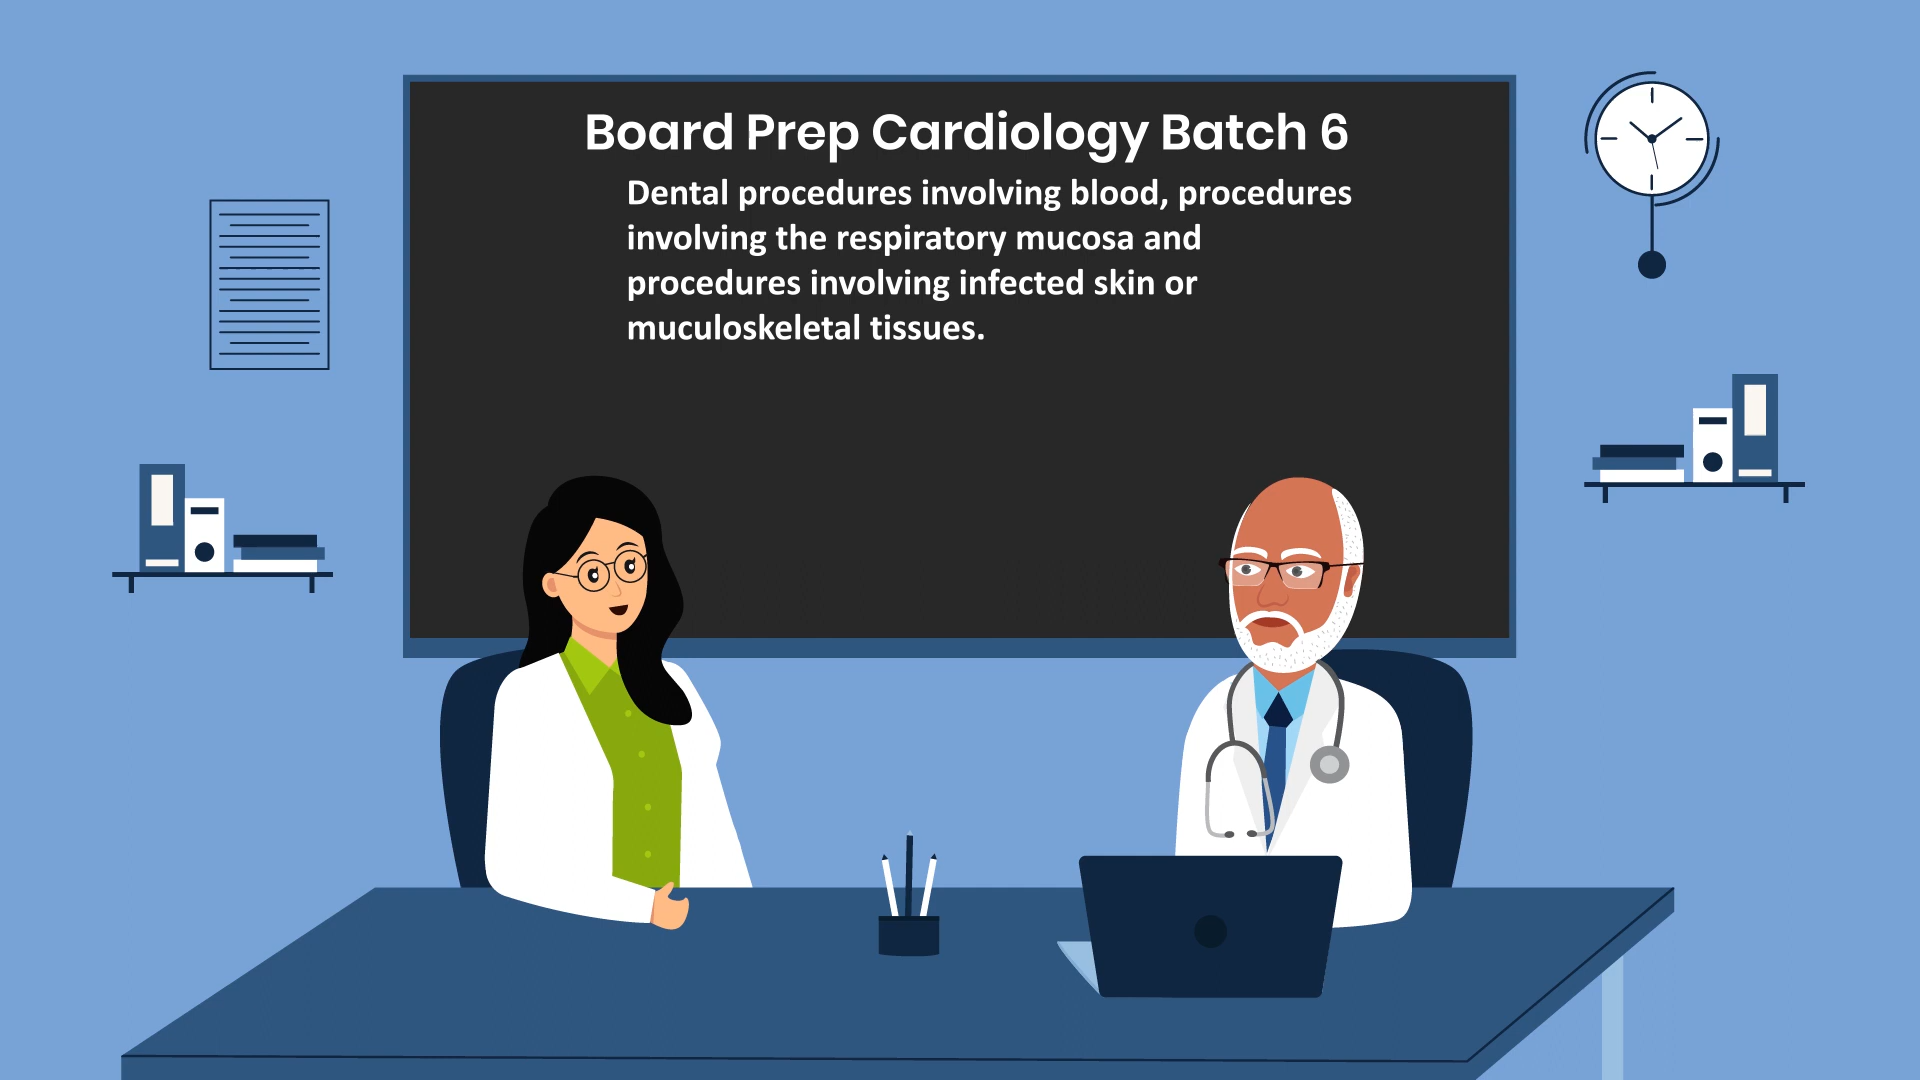 Board Prep Cardiology Batch 6
Dental procedures involving blood, procedures
involving the respiratory mucosa and
procedures involving infected skin or
muculoskeletal tissues.